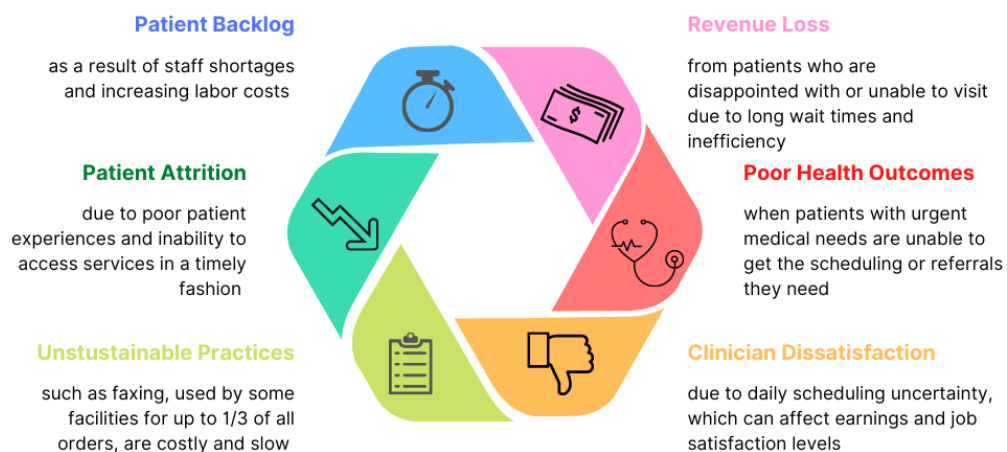 Patient Backlog
as a result of staff shortages
and increasing labor costs
Revenue Loss
from patients who are
disappointed with or unable to visit
due to long wait times and
inefficiency
Patient Attrition
due to poor patient
experiences and inability to
access services in a timely
fashion
Poor Health Outcomes
when patients with urgent
medical needs are unable to
get the scheduling or referrals
they need
Unstustainable Practices
such as faxing, used by some
facilities for up to 1/3 of all
orders, are costly and slow
Clinician Dissatisfaction
due to daily scheduling uncertainty,
which can affect earnings and job
satisfaction levels
$